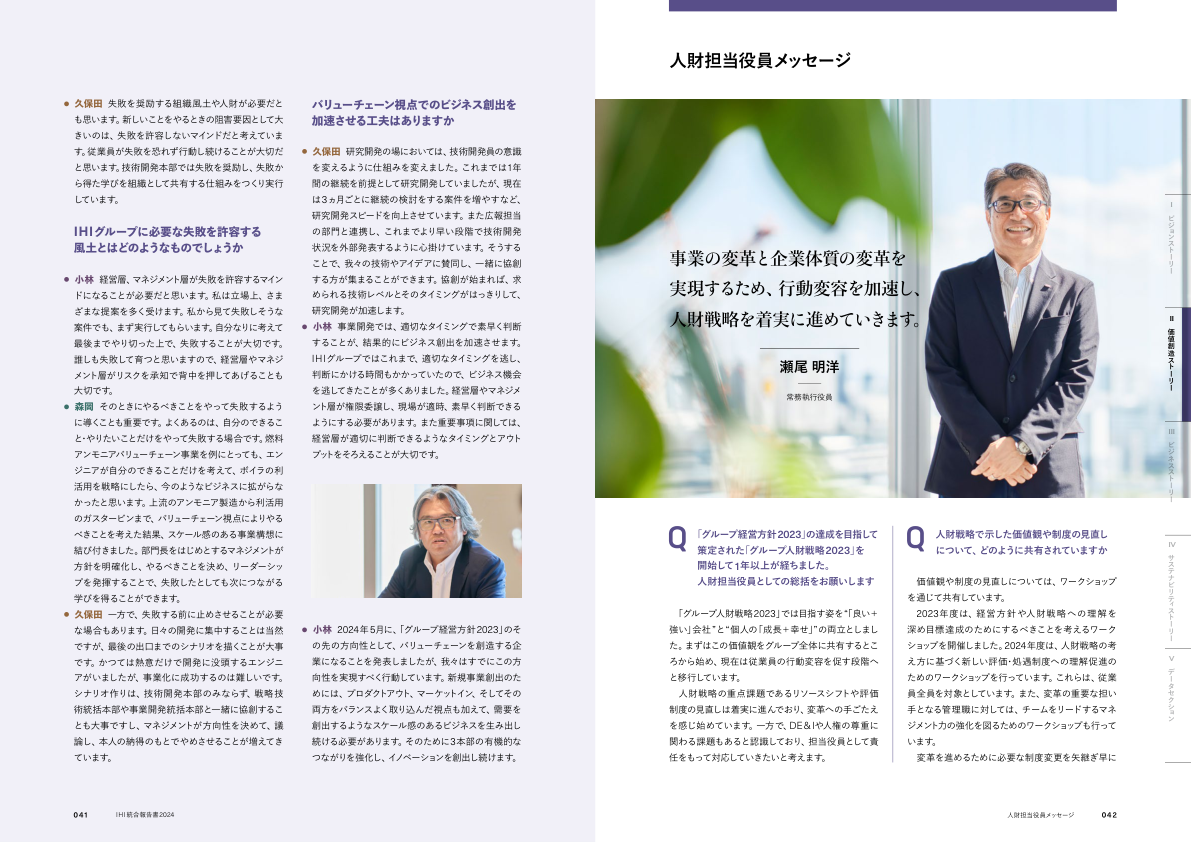 ● 久保田 失敗を奨励する組織風土や人財が必要だと
も思います。新しいことをやるときの阻害要因として大
きいのは、失敗を許容しないマインドだと考えていま
す。従業員が失敗を恐れず行動し続けることが大切だ
と思います。技術開発本部では失敗を奨励し、失敗か
ら得た学びを組織として共有する仕組みをつくり実行
しています。
IHIグループに必要な失敗を許容する
風土とはどのようなものでしょうか
● 小林 経営層、マネジメント層が失敗を許容するマイン
ドになることが必要だと思います。私は立場上、さま
ざまな提案を多く受けます。私から見て失敗しそうな
案件でも、まず実行してもらいます。自分なりに考えて
最後までやり切った上で、失敗することが大切です。
誰しも失敗して育つと思いますので、経営層やマネジ
メント層がリスクを承知で背中を押してあげることも
大切です。
● 森岡 そのときにやるべきことをやって失敗するよう
に導くことも重要です。よくあるのは、自分のできるこ
と・やりたいことだけをやって失敗する場合です。燃料
アンモニアバリューチェーン事業を例にとっても、エン
ジニアが自分のできることだけを考えて、ボイラの利
活用を戦略にしたら、今のようなビジネスに拡がらな
かったと思います。上流のアンモニア製造から利活用
のガスタービンまで、バリューチェーン視点によりやる
べきことを考えた結果、スケール感のある事業構想に
結び付きました。部門長をはじめとするマネジメントが
方針を明確化し、やるべきことを決め、リーダーシッ
プを発揮することで、失敗したとしても次につながる
学びを得ることができます。
● 久保田 一方で、失敗する前に止めさせることが必要
な場合もあります。日々の開発に集中することは当然
ですが、最後の出口までのシナリオを描くことが大事
です。かつては熱意だけで開発に没頭するエンジニ
アがいましたが、事業化に成功するのは難しいです。
シナリオ作りは、技術開発本部のみならず、戦略技
術統括本部や事業開発統括本部と一緒に協創するこ
とも大事ですし、マネジメントが方向性を決めて、議
論し、本人の納得のもとでやめさせることが増えてき
ています。
バリューチェーン視点でのビジネス創出を
加速させる工夫はありますか
● 久保田 研究開発の場においては、技術開発員の意識
を変えるように仕組みを変えました。これまでは1年
間の継続を前提として研究開発していましたが、現在
は3ヵ月ごとに継続の検討をする案件を増やすなど、
研究開発スピードを向上させています。また広報担当
の部門と連携し、これまでより早い段階で技術開発
状況を外部発表するように心掛けています。そうする
ことで、我々の技術やアイデアに賛同し、一緒に協創
する方が集まることができます。協創が始まれば、求
められる技術レベルとそのタイミングがはっきりして、
研究開発が加速します。
● 小林 事業開発では、適切なタイミングで素早く判断
することが、結果的にビジネス創出を加速させます。
IHIグループではこれまで、適切なタイミングを逃し、
判断にかける時間もかかっていたので、ビジネス機会
を逃してきたことが多くありました。経営層やマネジメ
ント層が権限委譲し、現場が適時、素早く判断できる
ようにする必要があります。また重要事項に関しては、
経営層が適切に判断できるようなタイミングとアウト
プットをそろえることが大切です。
● 小林 2024年5月に、「グループ経営方針2023」のそ
の先の方向性として、バリューチェーンを創造する企
業になることを発表しましたが、我々はすでにこの方
向性を実現すべく行動しています。新規事業創出のた
めには、プロダクトアウト、マーケットイン、そしてその
両方をバランスよく取り込んだ視点も加えて、需要を
創出するようなスケール感のあるビジネスを生み出し
続ける必要があります。そのために3本部の有機的な
つながりを強化し、イノベーションを創出し続けます。
041 IHI統合報告書2024
人財担当役員メッセージ
事業の変革と企業体質の変革を
実現するため、行動変容を加速し、
人財戦略を着実に進めていきます。
瀬尾 明洋
常務執行役員
Q 「グループ経営方針2023」の達成を目指して
策定された「グループ人財戦略2023」を
開始して1年以上が経ちました。
人財担当役員としての総括をお願いします
「グループ人財戦略2023」では目指す姿を“「良い＋
強い」会社”と“個人の「成長＋幸せ」”の両立としまし
た。まずはこの価値観をグループ全体に共有するとこ
ろから始め、現在は従業員の行動変容を促す段階へ
と移行しています。
人財戦略の重点課題であるリソースシフトや評価
制度の見直しは着実に進んでおり、変革への手ごたえ
を感じ始めています。一方で、DE＆Iや人権の尊重に
関わる課題もあると認識しており、担当役員として責
任をもって対応していきたいと考えます。
Q 人財戦略で示した価値観や制度の見直し
について、どのように共有されていますか
価値観や制度の見直しについては、ワークショップ
を通じて共有しています。
2023年度は、経営方針や人財戦略への理解を
深め目標達成のためにするべきことを考えるワーク
ショップを開催しました。2024年度は、人財戦略の考
え方に基づく新しい評価・処遇制度への理解促進の
ためのワークショップを行っています。これらは、従業
員全員を対象としています。また、変革の重要な担い
手となる管理職に対しては、チームをリードするマネ
ジメント力の強化を図るためのワークショップも行って
います。
変革を進めるために必要な制度変更を矢継ぎ早に
Ⅰ ビジョンストーリー
Ⅱ 価値創造ストーリー
Ⅲ ビジネスストーリー
Ⅳ サステナビリティストーリー
Ⅴ データセクション
人財担当役員メッセージ 042